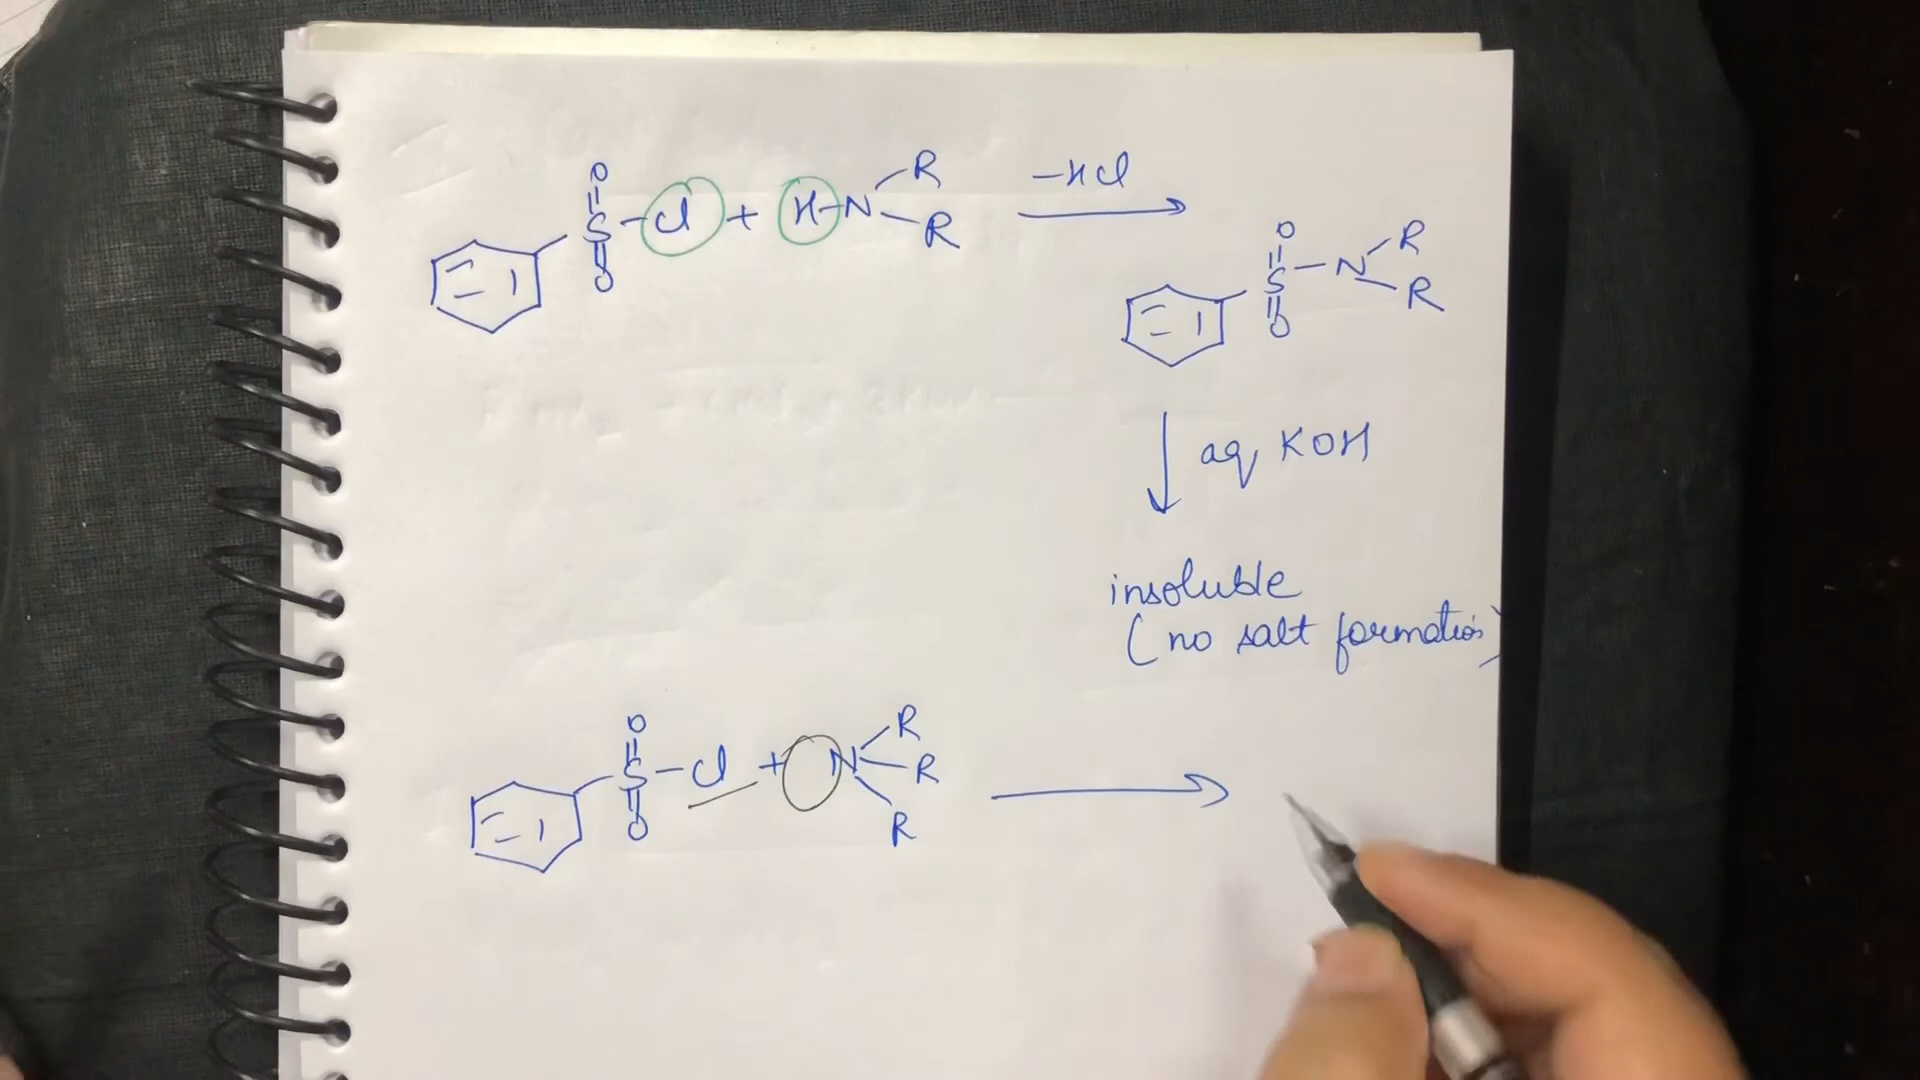 O
S-Cl + H-N R -HCl
O R
O
S-N R
O R
aq KOH
insoluble
(no salt formation)
O
S-Cl + N R
O R
R